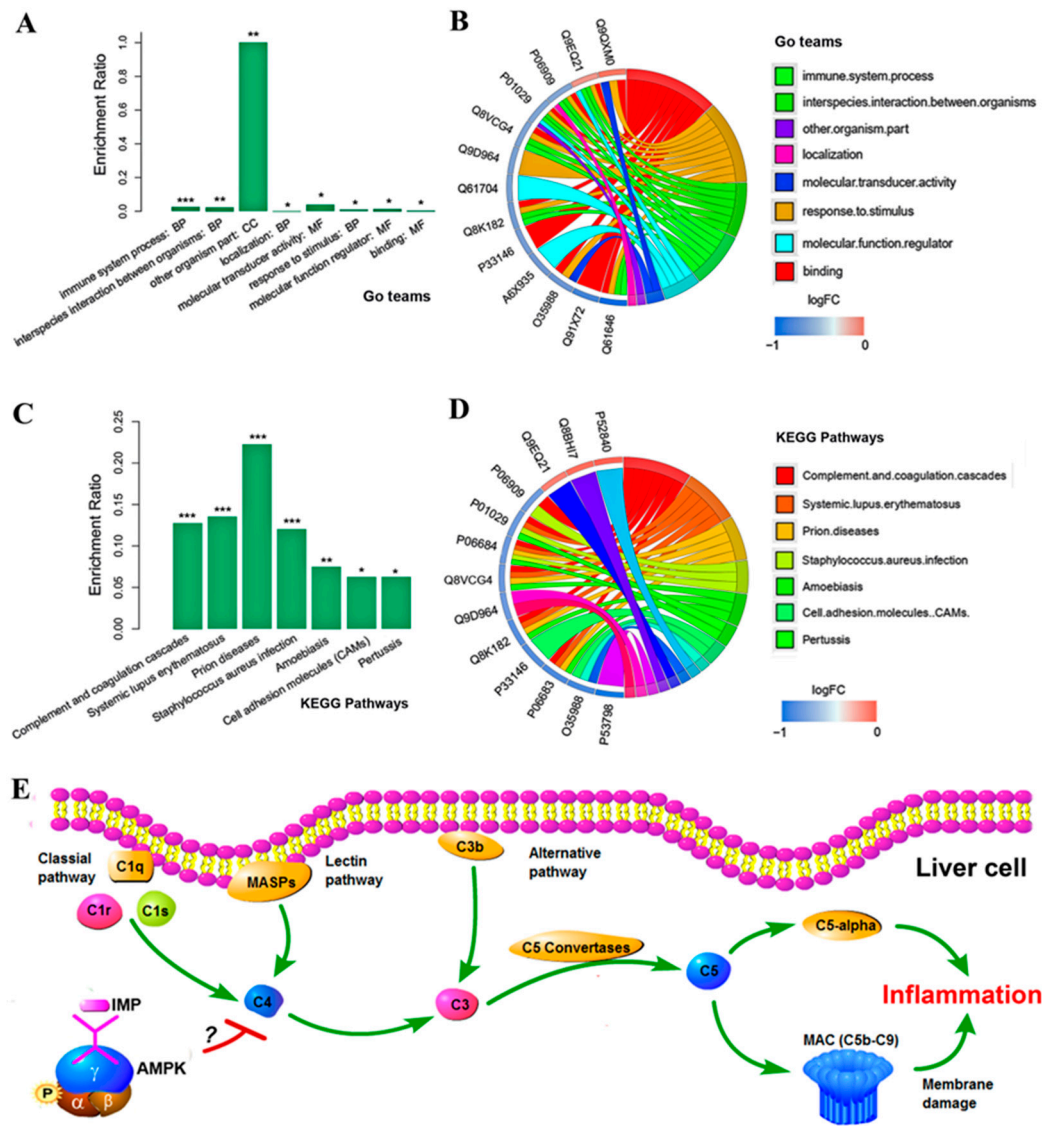 A
Enrichment Ratio
1.0
0.8
0.6
0.4
0.2
0.0
***
**
**
*
*
*
*
*
immune system process: BP
interspecies interaction between organisms: BP
other organism part: CC
localization: BP
molecular transducer activity: MF
response to stimulus: BP
molecular function regulator: MF
binding: MF
Go teams
B
Q9QXM0
Q9EQ21
P06909
P01029
Q8VCG4
Q9D964
Q61704
Q8K182
P33146
A6X935
O35988
Q91X72
Q61646
Go teams
immune.system.process
interspecies.interaction.between.organisms
other.organism.part
localization
molecular.transducer.activity
response.to.stimulus
molecular.function.regulator
binding
logFC
−1 0
C
Enrichment Ratio
0.25
0.20
0.15
0.10
0.05
0.00
***
***
***
***
**
*
*
Complement and coagulation cascades
Systemic lupus erythematosus
Prion diseases
Staphylococcus aureus infection
Amoebiasis
Cell adhesion molecules (CAMs)
Pertussis
KEGG Pathways
D
P52840
Q8BHI7
Q9EQ21
P06909
P01029
P06684
Q8VCG4
Q9D964
Q8K182
P33146
P06683
O35988
P53798
KEGG Pathways
Complement.and.coagulation.cascades
Systemic.lupus.erythematosus
Prion.diseases
Staphylococcus.aureus.infection
Amoebiasis
Cell.adhesion.molecules..CAMs.
Pertussis
logFC
−1 0
E
Classial
pathway
C1q
MASPs
Lectin
pathway
C3b
Alternative
pathway
Liver cell
C1r
C1s
C5 Convertases
C5-alpha
C4
C3
C5
Inflammation
IMP
?
AMPK
γ
P
α
β
MAC (C5b-C9)
Membrane
damage